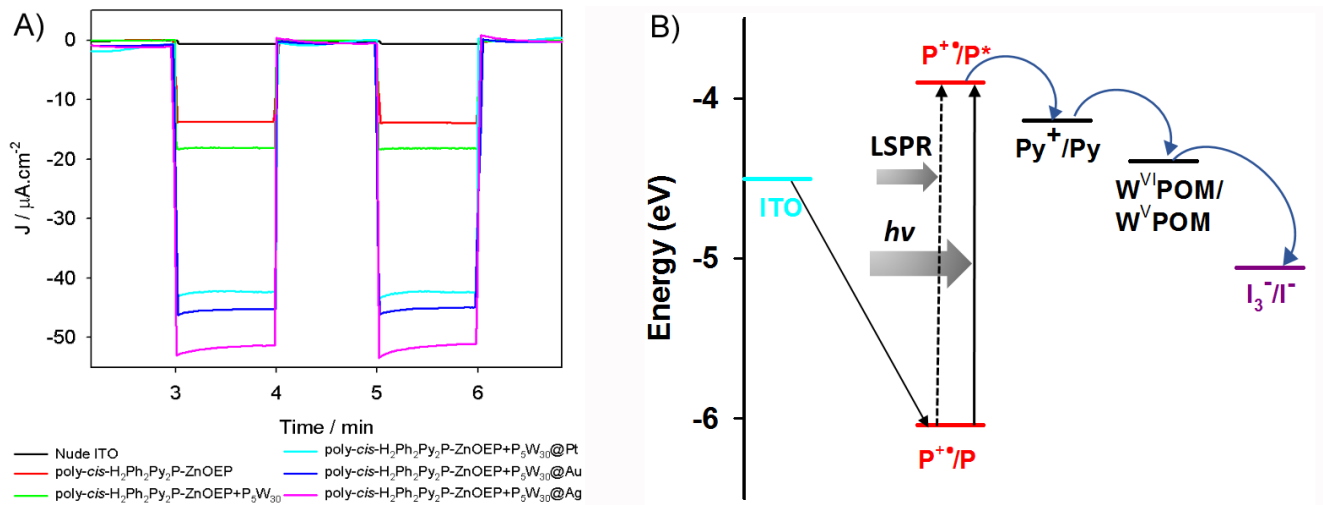 A)
0
-10
-20
-30
-40
-50
J / μA.cm-2
3
4
5
6
Time / min
Nude ITO
poly-cis-H2Ph2Py2P-ZnOEP
poly-cis-H2Ph2Py2P-ZnOEP+P5W30
poly-cis-H2Ph2Py2P-ZnOEP+P5W30@Pt
poly-cis-H2Ph2Py2P-ZnOEP+P5W30@Au
poly-cis-H2Ph2Py2P-ZnOEP+P5W30@Ag
B)
Energy (eV)
-4
-5
-6
P+•/P*
Py+/Py
LSPR
ITO
WVIPOM/
WVPOM
hν
I3-/I-
P+•/P